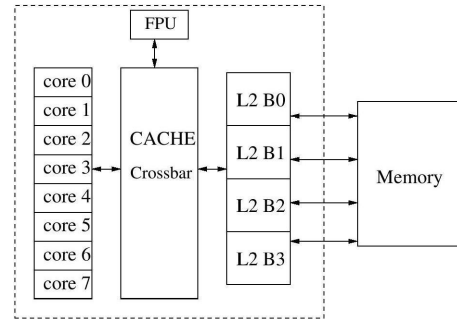 FPU
core 0
core 1
core 2
core 3
core 4
core 5
core 6
core 7
CACHE
Crossbar
L2 B0
L2 B1
L2 B2
L2 B3
Memory